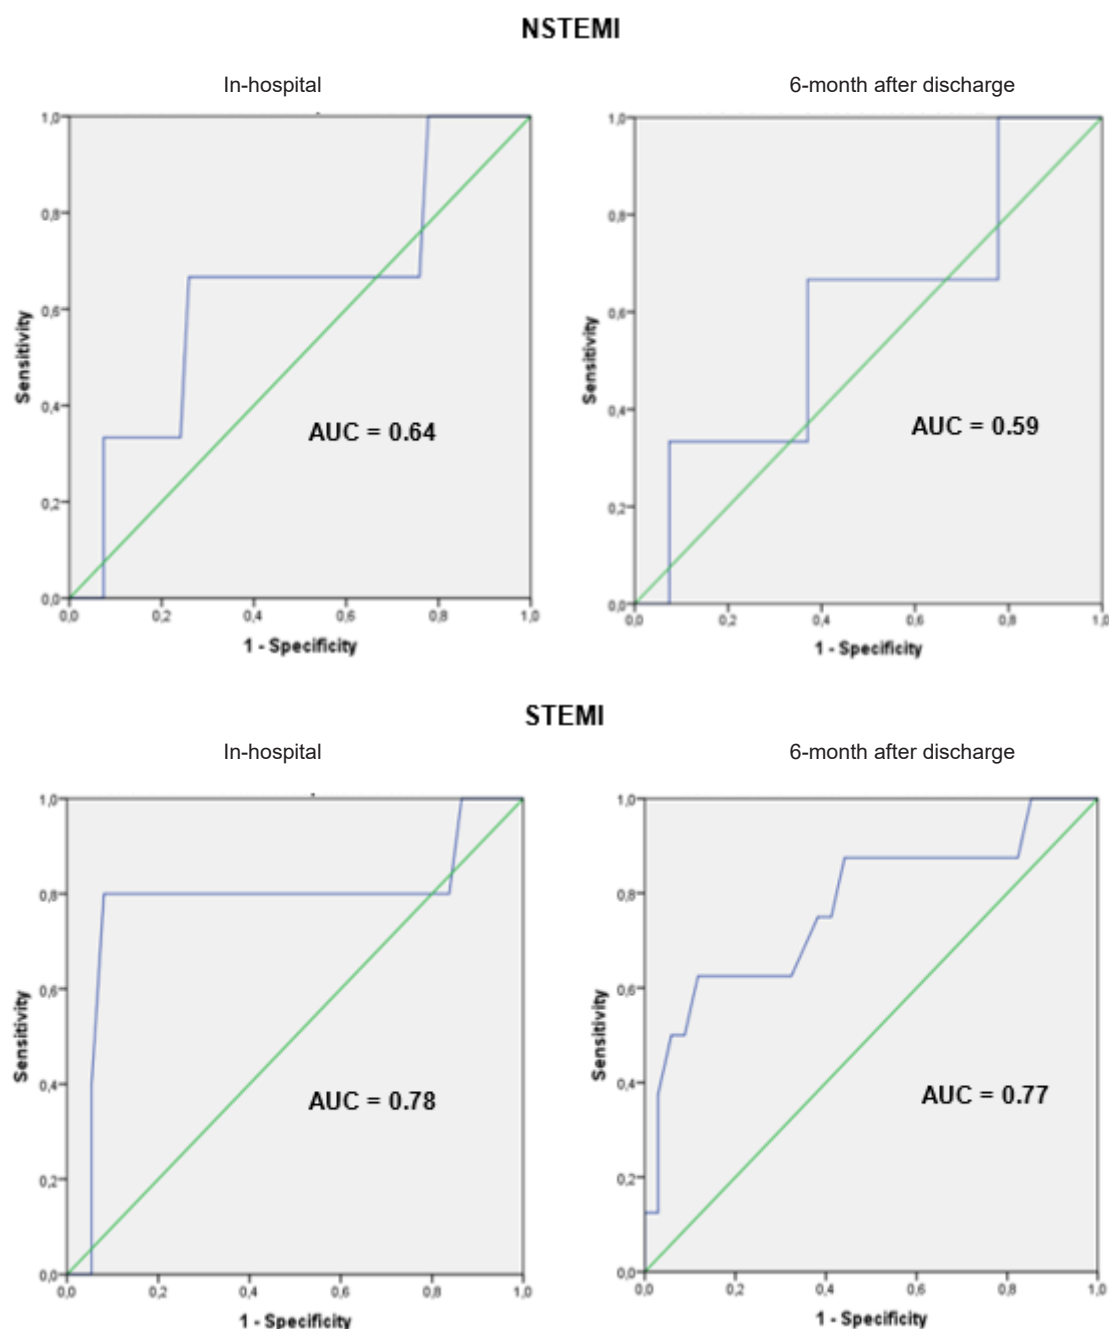 NSTEMI
In-hospital
6-month after discharge
1,0
0,8
0,6
0,4
0,2
0,0
Sensitivity
AUC = 0.64
0,0 0,2 0,4 0,6 0,8 1,0
1 - Specificity
1,0
0,8
0,6
0,4
0,2
0,0
Sensitivity
AUC = 0.59
0,0 0,2 0,4 0,6 0,8 1,0
1 - Specificity
STEMI
In-hospital
6-month after discharge
1,0
0,8
0,6
0,4
0,2
0,0
Sensitivity
AUC = 0.78
0,0 0,2 0,4 0,6 0,8 1,0
1 - Specificity
1,0
0,8
0,6
0,4
0,2
0,0
Sensitivity
AUC = 0.77
0,0 0,2 0,4 0,6 0,8 1,0
1 - Specificity